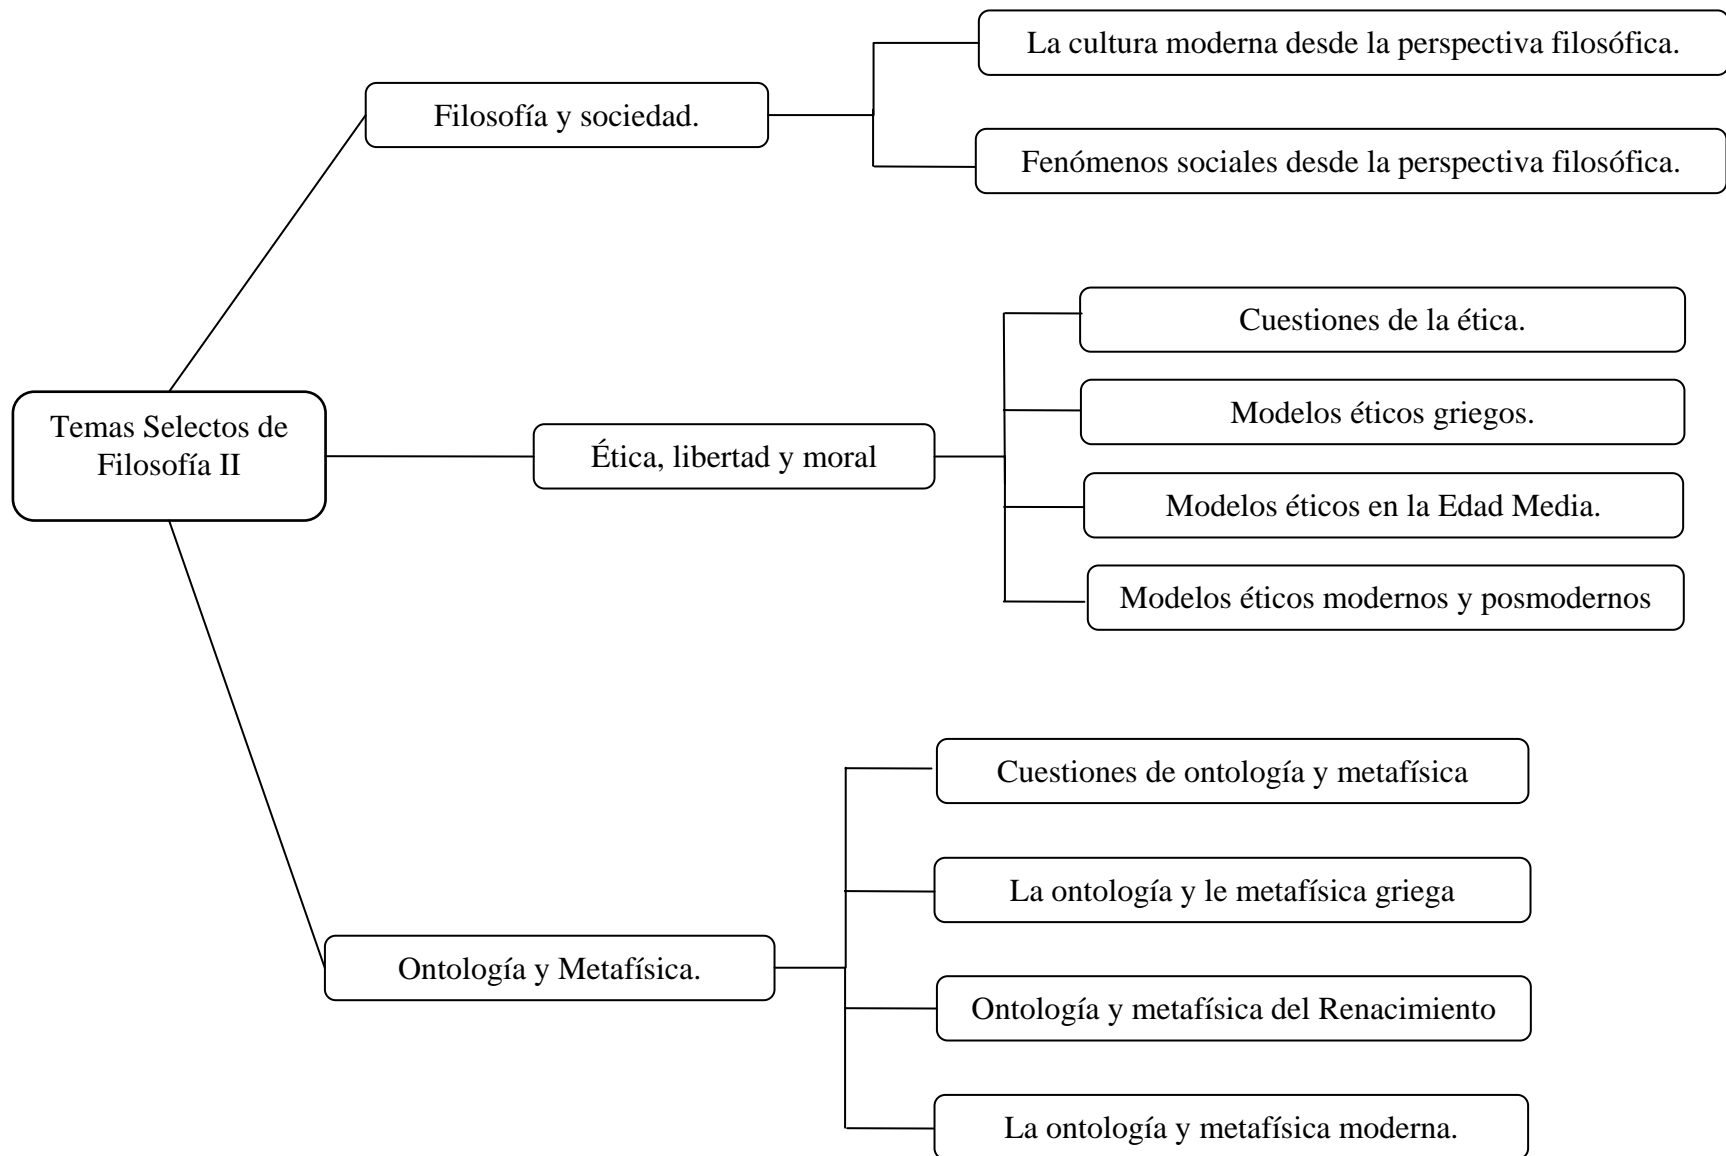 La cultura moderna desde la perspectiva filosófica.
Filosofía y sociedad.
Fenómenos sociales desde la perspectiva filosófica.
Cuestiones de la ética.
Modelos éticos griegos.
Temas Selectos de
Filosofía II
Ética, libertad y moral
Modelos éticos en la Edad Media.
Modelos éticos modernos y posmodernos
Cuestiones de ontología y metafísica
La ontología y le metafísica griega
Ontología y Metafísica.
Ontología y metafísica del Renacimiento
La ontología y metafísica moderna.